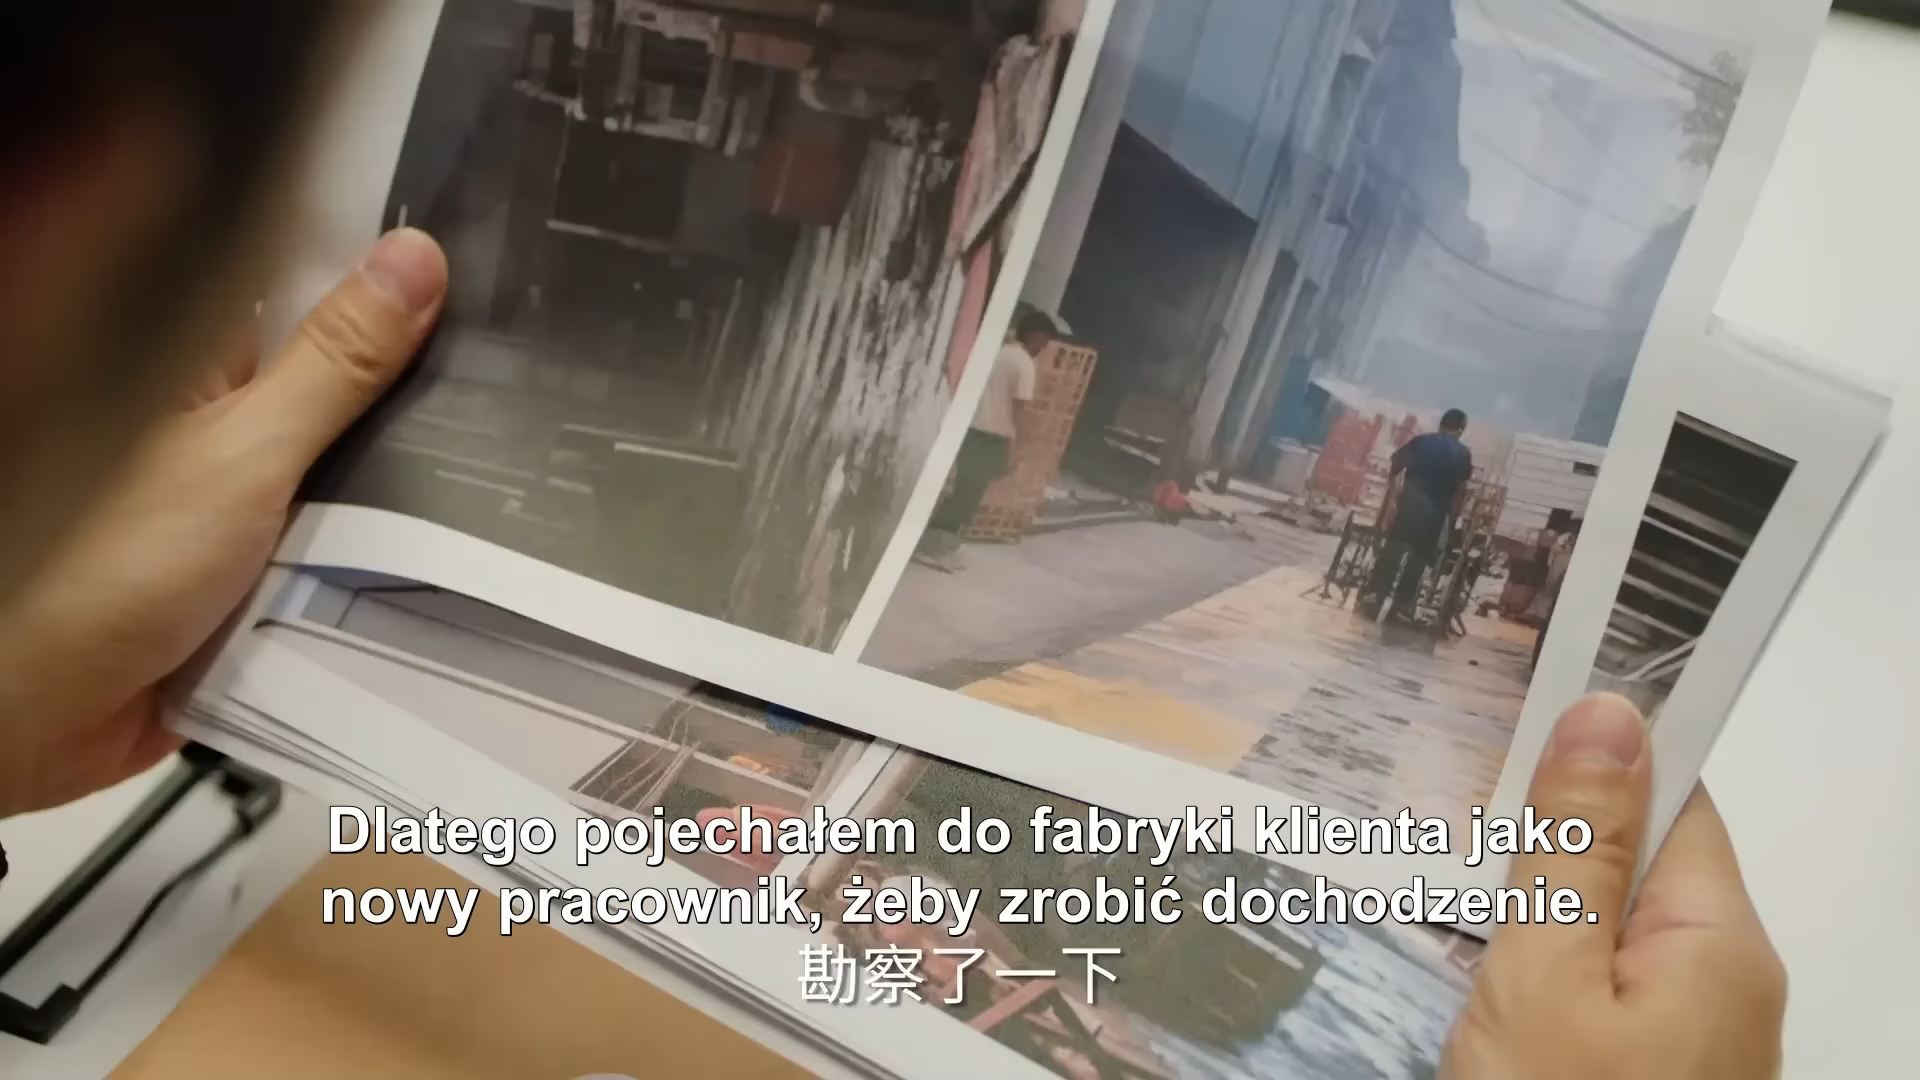 Dlatego pojechałem do fabryki klienta jako
nowy pracownik, żeby zrobić dochodzenie.
勘察了一下